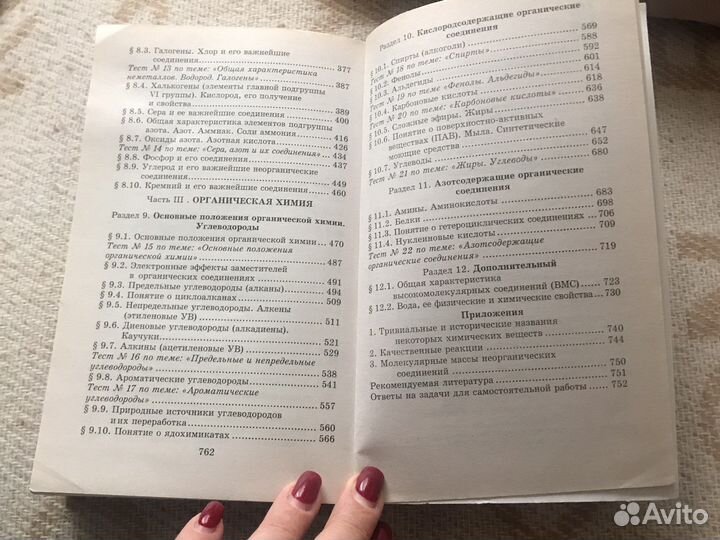 § 8.3. Галогены. Хлор и его важнейшие
соединения 377
Тест № 13 по теме: «Общая характеристика
неметаллов. Водород. Галогены»
§ 8.4. Халькогены (элементы главной подгруппы
VI группы). Кислород, его получение
и свойства 389
§ 8.5. Сера и ее важнейшие соединения 400
§ 8.6. Общая характеристика элементов подгруппы
азота. Азот. Аммиак. Соли аммония. 416
§ 8.7. Оксиды азота. Азотная кислота 426
Тест № 14 по теме: «Сера, азот и их соединения» 434
§ 8.8. Фосфор и его соединения 437
§ 8.9. Углерод и его важнейшие неорганические
соединения 449
§ 8.10. Кремний и его важнейшие соединения 460
Часть III. ОРГАНИЧЕСКАЯ ХИМИЯ
Раздел 9. Основные положения органической химии.
Углеводороды
§ 9.1. Основные положения органической химии 470
Тест № 15 по теме: «Основные положения
органической химии» 487
§ 9.2. Электронные эффекты заместителей
в органических соединениях 491
§ 9.3. Предельные углеводороды (алканы) 494
§ 9.4. Понятие о циклоалканах 509
§ 9.5. Непредельные углеводороды. Алкены
(этиленовые УВ) 511
§ 9.6. Диеновые углеводороды (алкадиены).
Каучуки 521
§ 9.7. Алкины (ацетиленовые УВ) 529
Тест № 16 по теме: «Предельные и непредельные
углеводороды» 538
§ 9.8. Ароматические углеводороды 541
Тест № 17 по теме: «Ароматические
углеводороды» 557
§ 9.9. Природные источники углеводородов
и их переработка 560
§ 9.10. Понятие о ядохимикатах 566
762
Раздел 10. Кислородсодержащие органические
соединения
§ 10.1. Спирты (алкоголи) 569
Тест № 18 по теме: «Спирты» 588
§ 10.2. Фенолы 592
§ 10.3. Альдегиды 602
Тест № 19 по теме «Фенолы. Альдегиды» 614
§ 10.4. Карбоновые кислоты 618
Тест № 20 по теме: «Карбоновые кислоты» 636
§ 10.5. Сложные эфиры. Жиры 638
§ 10.6. Понятие о поверхностно-активных
веществах (ПАВ). Мыла. Синтетические
моющие средства 647
§ 10.7. Углеводы 652
Тест № 21 по теме: «Жиры. Углеводы» 680
Раздел 11. Азотсодержащие органические
соединения
§ 11.1. Амины. Аминокислоты 683
§ 11.2. Белки 698
§ 11.3. Понятие о гетероциклических соединениях 706
§ 11.4. Нуклеиновые кислоты 709
Тест № 22 по теме: «Азотсодержащие
органические соединения» 719
Раздел 12. Дополнительный
§ 12.1. Общая характеристика
высокомолекулярных соединений (ВМС) 723
§ 12.2. Вода, ее физические и химические свойства 730
Приложения
1. Тривиальные и исторические названия
некоторых химических веществ 740
2. Качественные реакции 744
3. Молекулярные массы неорганических
соединений 750
Рекомендуемая литература 751
Ответы на задачи для самостоятельной работы 752
Avito